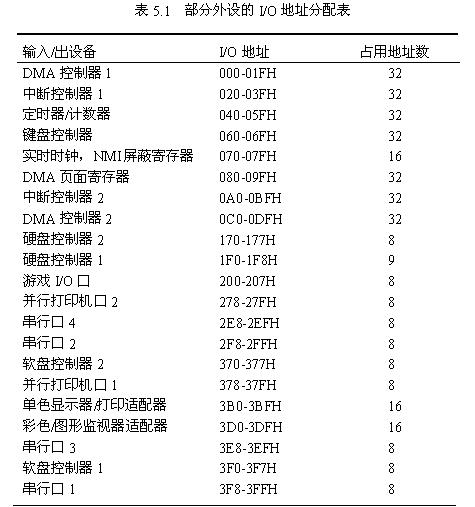 表 5.1 部分外设的 I/O 地址分配表
输入/出设备 I/O 地址 占用地址数
DMA 控制器 1 000-01FH 32
中断控制器 1 020-03FH 32
定时器/计数器 040-05FH 32
键盘控制器 060-06FH 32
实时时钟，NMI屏蔽寄存器 070-07FH 16
DMA 页面寄存器 080-09FH 32
中断控制器 2 0A0-0BFH 32
DMA 控制器 2 0C0-0DFH 32
硬盘控制器 2 170-177H 8
硬盘控制器 1 1F0-1F8H 9
游戏 I/O 口 200-207H 8
并行打印机口 2 278-27FH 8
串行口 4 2E8-2EFH 8
串行口 2 2F8-2FFH 8
软盘控制器 2 370-377H 8
并行打印机口 1 378-37FH 8
单色显示器/打印适配器 3B0-3BFH 16
彩色/图形监视器适配器 3D0-3DFH 16
串行口 3 3E8-3EFH 8
软盘控制器 1 3F0-3F7H 8
串行口 1 3F8-3FFH 8